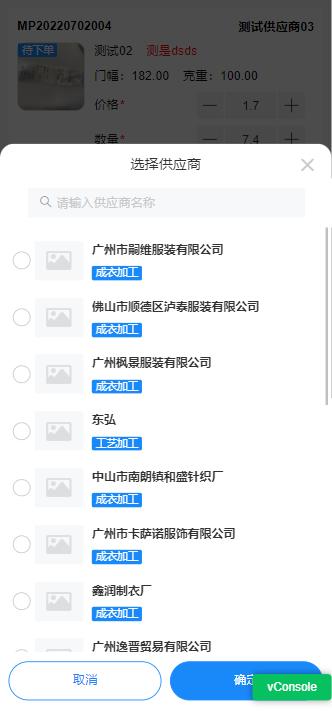 MP20220702004 测试供应商03
待下单
测试02 测是dsds
门幅：182.00 克重：100.00
价格* 1.7
数量* 7.4
选择供应商
请输入供应商名称
广州市嗣维服装有限公司
成衣加工
佛山市顺德区泸泰服装有限公司
成衣加工
广州枫景服装有限公司
成衣加工
东弘
工艺加工
中山市南朗镇和盛针织厂
成衣加工
广州市卡萨诺服饰有限公司
成衣加工
鑫润制衣厂
成衣加工
广州逸晋贸易有限公司
取消
确定
vConsole